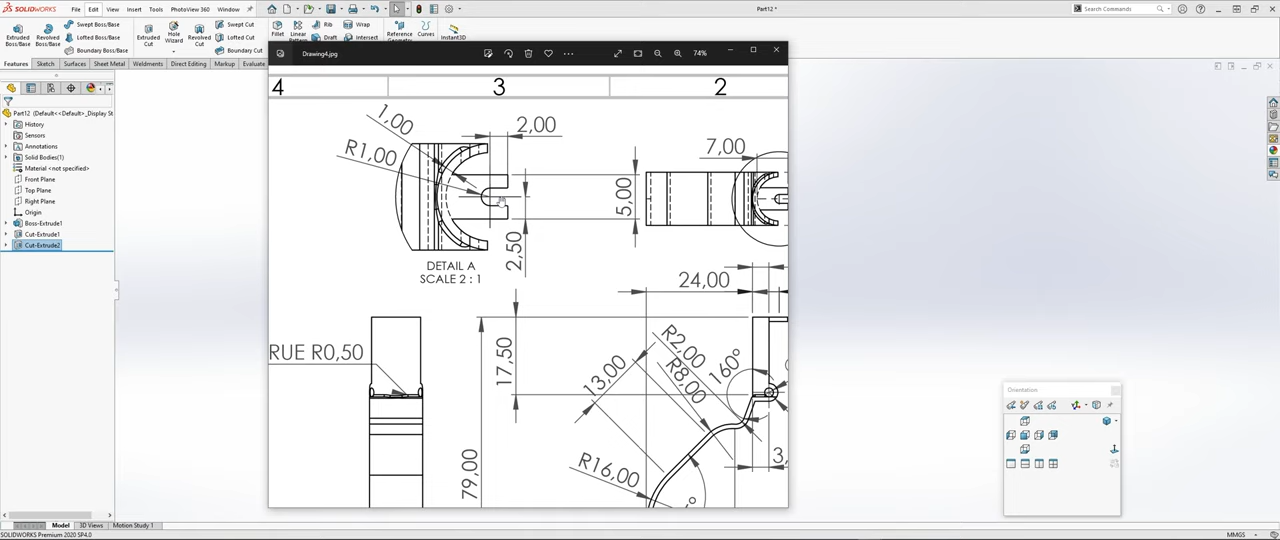 SOLIDWORKS File Edit View Insert Tools PhotoView 360 Window Part12 * Search Commands
Extruded Boss/Base
Revolved Boss/Base
Swept Boss/Base
Lofted Boss/Base
Boundary Boss/Base
Extruded Cut
Hole Wizard
Revolved Cut
Swept Cut
Lofted Cut
Boundary Cut
Fillet
Linear Pattern
Rib
Wrap
Intersect
Reference Geometry
Curves
Instant3D
Features Sketch Surfaces Sheet Metal Weldments Direct Editing Markup Evaluate
Drawing4.jpg
74%
Part12 (Default<<Default>_Display St
History
Sensors
Annotations
Solid Bodies(1)
Material <not specified>
Front Plane
Top Plane
Right Plane
Origin
Boss-Extrude1
Cut-Extrude1
Cut-Extrude2
4 3 2
1,00
2,00
R1,00
7,00
5,00
2,50
DETAIL A
SCALE 2 : 1
24,00
RUE R0,50
17,50
13,00
R2,00
R8,00
160°
79,00
R16,00
3,
Orientation
Model 3D Views Motion Study 1
SOLIDWORKS Premium 2020 SP4.0
MMGS